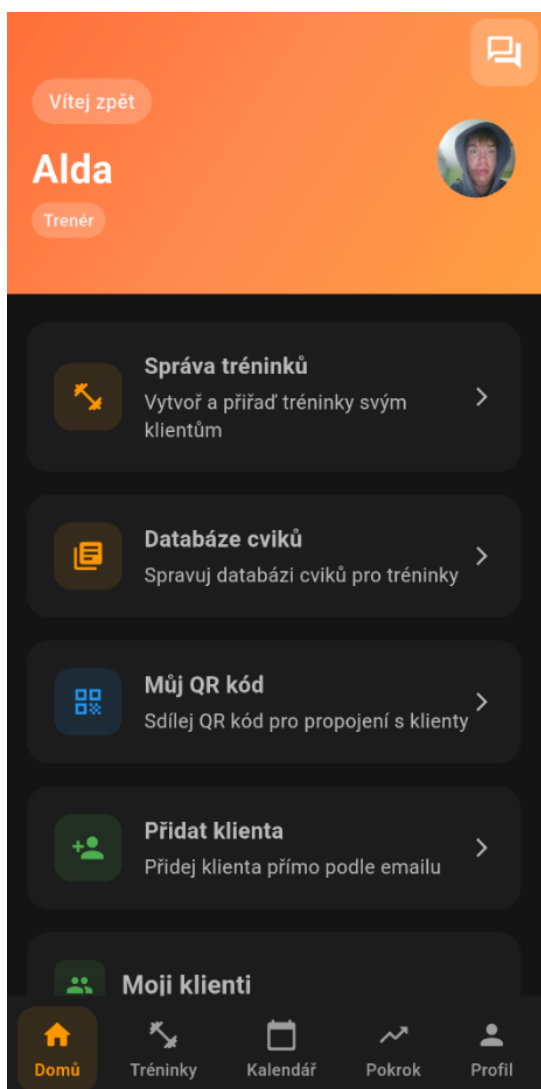 Vítej zpět
Alda
Trenér
Správa tréninků
Vytvoř a přiřaď tréninky svým
klientům
Databáze cviků
Spravuj databázi cviků pro tréninky
Můj QR kód
Sdílej QR kód pro propojení s klienty
Přidat klienta
Přidej klienta přímo podle emailu
Moji klienti
Domů
Tréninky
Kalendář
Pokrok
Profil